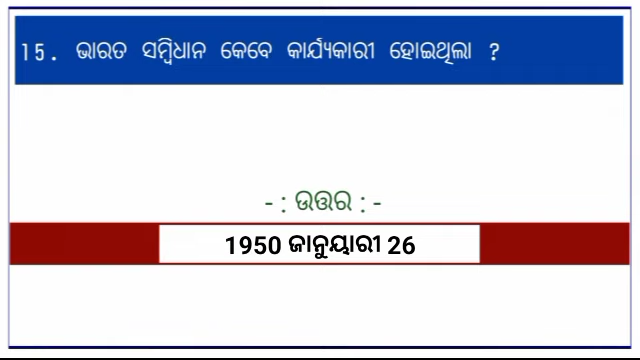 15. ଭାରତ ସମ୍ବିଧାନ କେବେ କାର୍ଯ୍ୟକାରୀ ହୋଇଥିଲା ?
-: ଉତ୍ତର :-
1950 ଜାନୁୟାରୀ 26